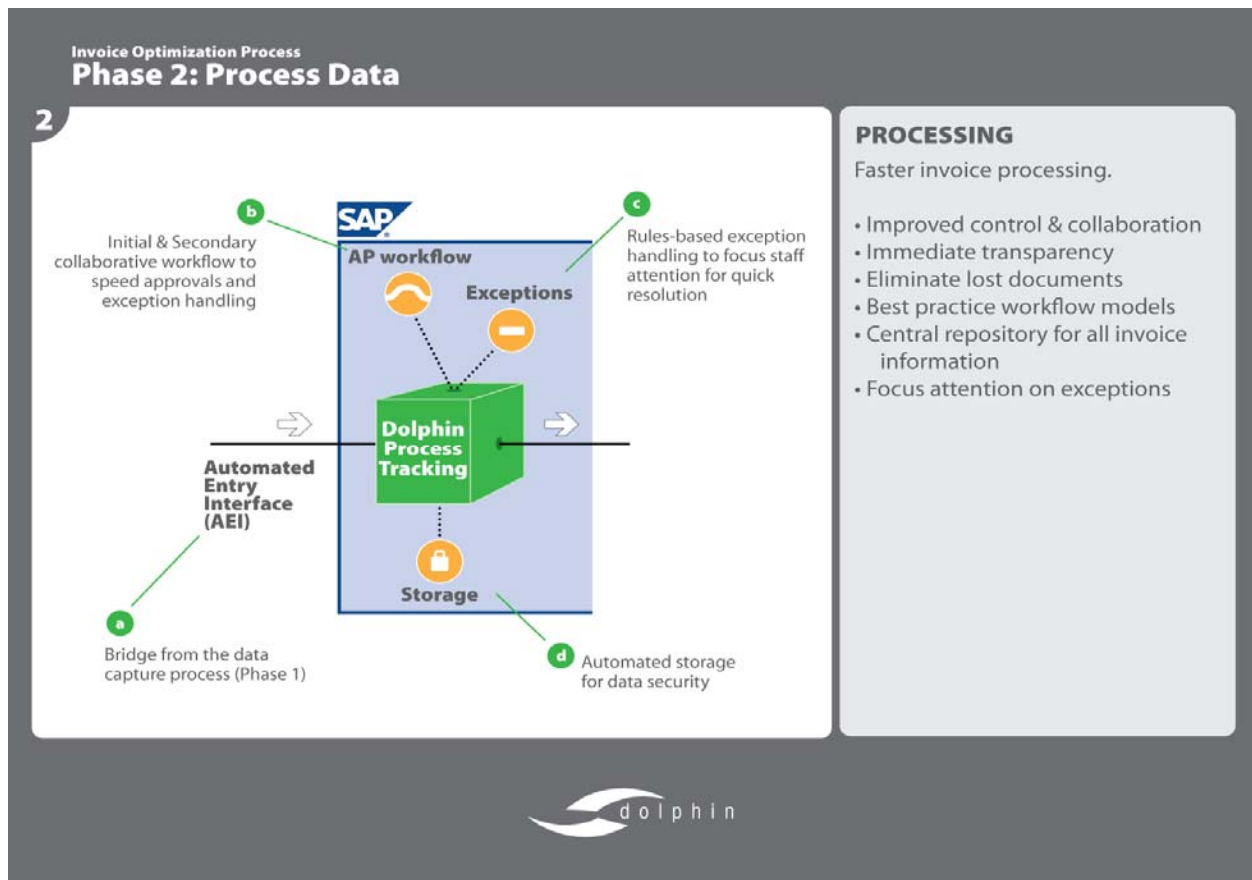 Invoice Optimization Process
Phase 2: Process Data
2
b
Initial & Secondary
collaborative workflow to
speed approvals and
exception handling
SAP®
AP workflow
Exceptions
c
Rules-based exception
handling to focus staff
attention for quick
resolution
Dolphin
Process
Tracking
Automated
Entry
Interface
(AEI)
Storage
a
Bridge from the data
capture process (Phase 1)
d
Automated storage
for data security
PROCESSING
Faster invoice processing.
• Improved control & collaboration
• Immediate transparency
• Eliminate lost documents
• Best practice workflow models
• Central repository for all invoice
information
• Focus attention on exceptions
dolphin